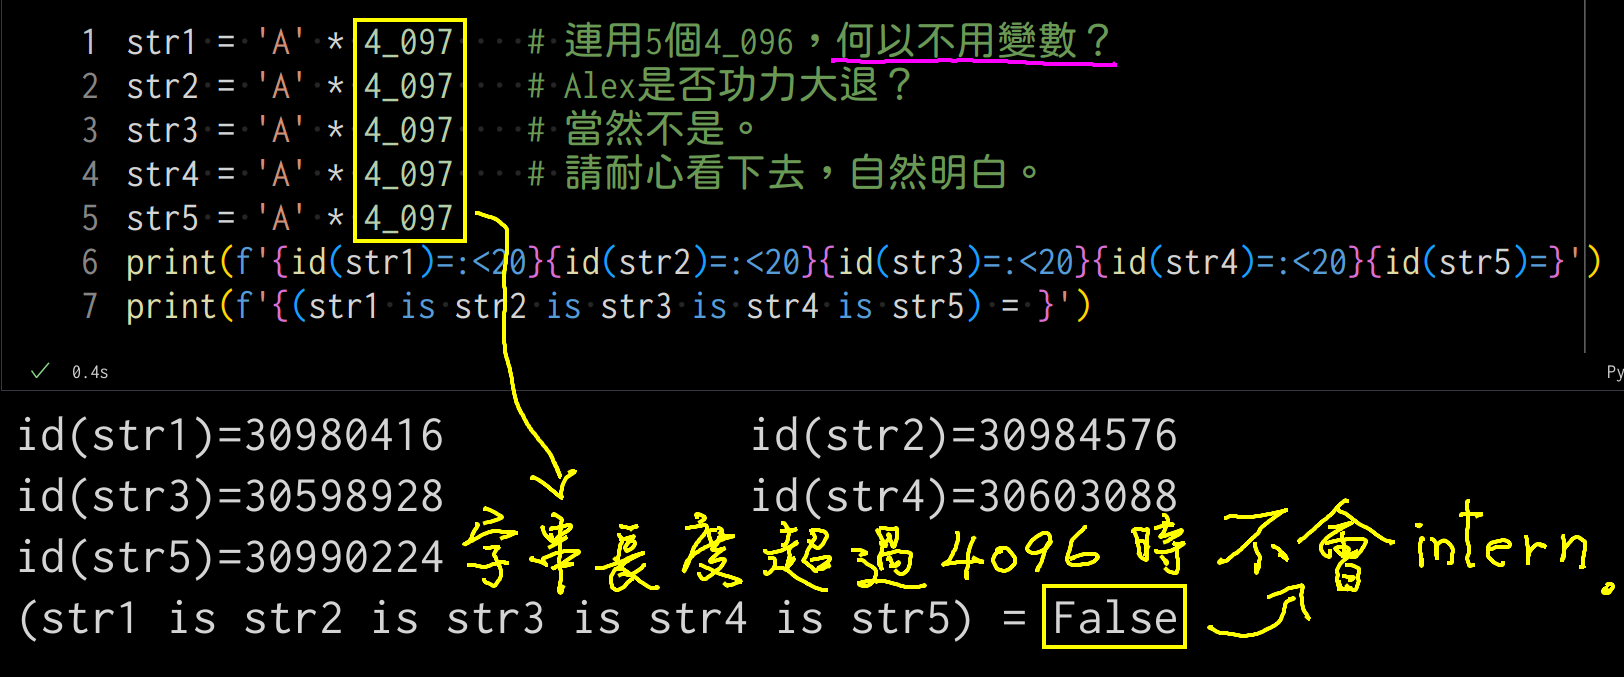 1 str1 = 'A' * 4_097 # 連用5個4_096，何以不用變數？
2 str2 = 'A' * 4_097 # Alex是否功力大退？
3 str3 = 'A' * 4_097 # 當然不是。
4 str4 = 'A' * 4_097 # 請耐心看下去，自然明白。
5 str5 = 'A' * 4_097
6 print(f'{id(str1)=:<20}{id(str2)=:<20}{id(str3)=:<20}{id(str4)=:<20}{id(str5)=}')
7 print(f'{(str1 is str2 is str3 is str4 is str5) = }')
0.4s
Py
id(str1)=30980416 id(str2)=30984576
id(str3)=30598928 id(str4)=30603088
id(str5)=30990224 字串長度超過4096時不會intern.
(str1 is str2 is str3 is str4 is str5) = False